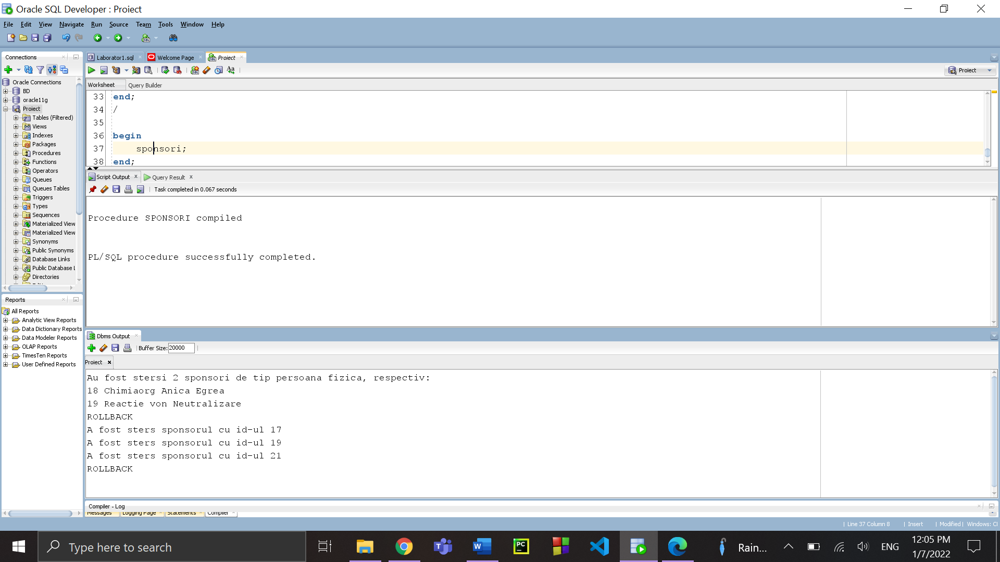 Oracle SQL Developer : Proiect
File Edit View Navigate Run Source Team Tools Window Help
Connections
Oracle Connections
BD
oracle11g
Proiect
Tables (Filtered)
Views
Indexes
Packages
Procedures
Functions
Operators
Queues
Queues Tables
Triggers
Types
Sequences
Materialized View
Materialized View
Synonyms
Public Synonyms
Database Links
Public Database L
Directories
Reports
All Reports
Analytic View Reports
Data Dictionary Reports
Data Modeler Reports
OLAP Reports
TimesTen Reports
User Defined Reports
Laborator1.sql Welcome Page Proiect
Proiect
Worksheet Query Builder
33 end;
34 /
35
36 begin
37 sponsori;
38 end;
Script Output Query Result
Task completed in 0.067 seconds
Procedure SPONSORI compiled
PL/SQL procedure successfully completed.
Dbms Output
Buffer Size: 20000
Proiect
Au fost stersi 2 sponsori de tip persoana fizica, respectiv:
18 Chimiaorg Anica Egrea
19 Reactie von Neutralizare
ROLLBACK
A fost sters sponsorul cu id-ul 17
A fost sters sponsorul cu id-ul 19
A fost sters sponsorul cu id-ul 21
ROLLBACK
Compiler - Log
Messages Logging Page Statements Compiler
Line 37 Column 8 Insert Modified Windows: Cl
Type here to search
Rain... ENG
12:05 PM
1/7/2022